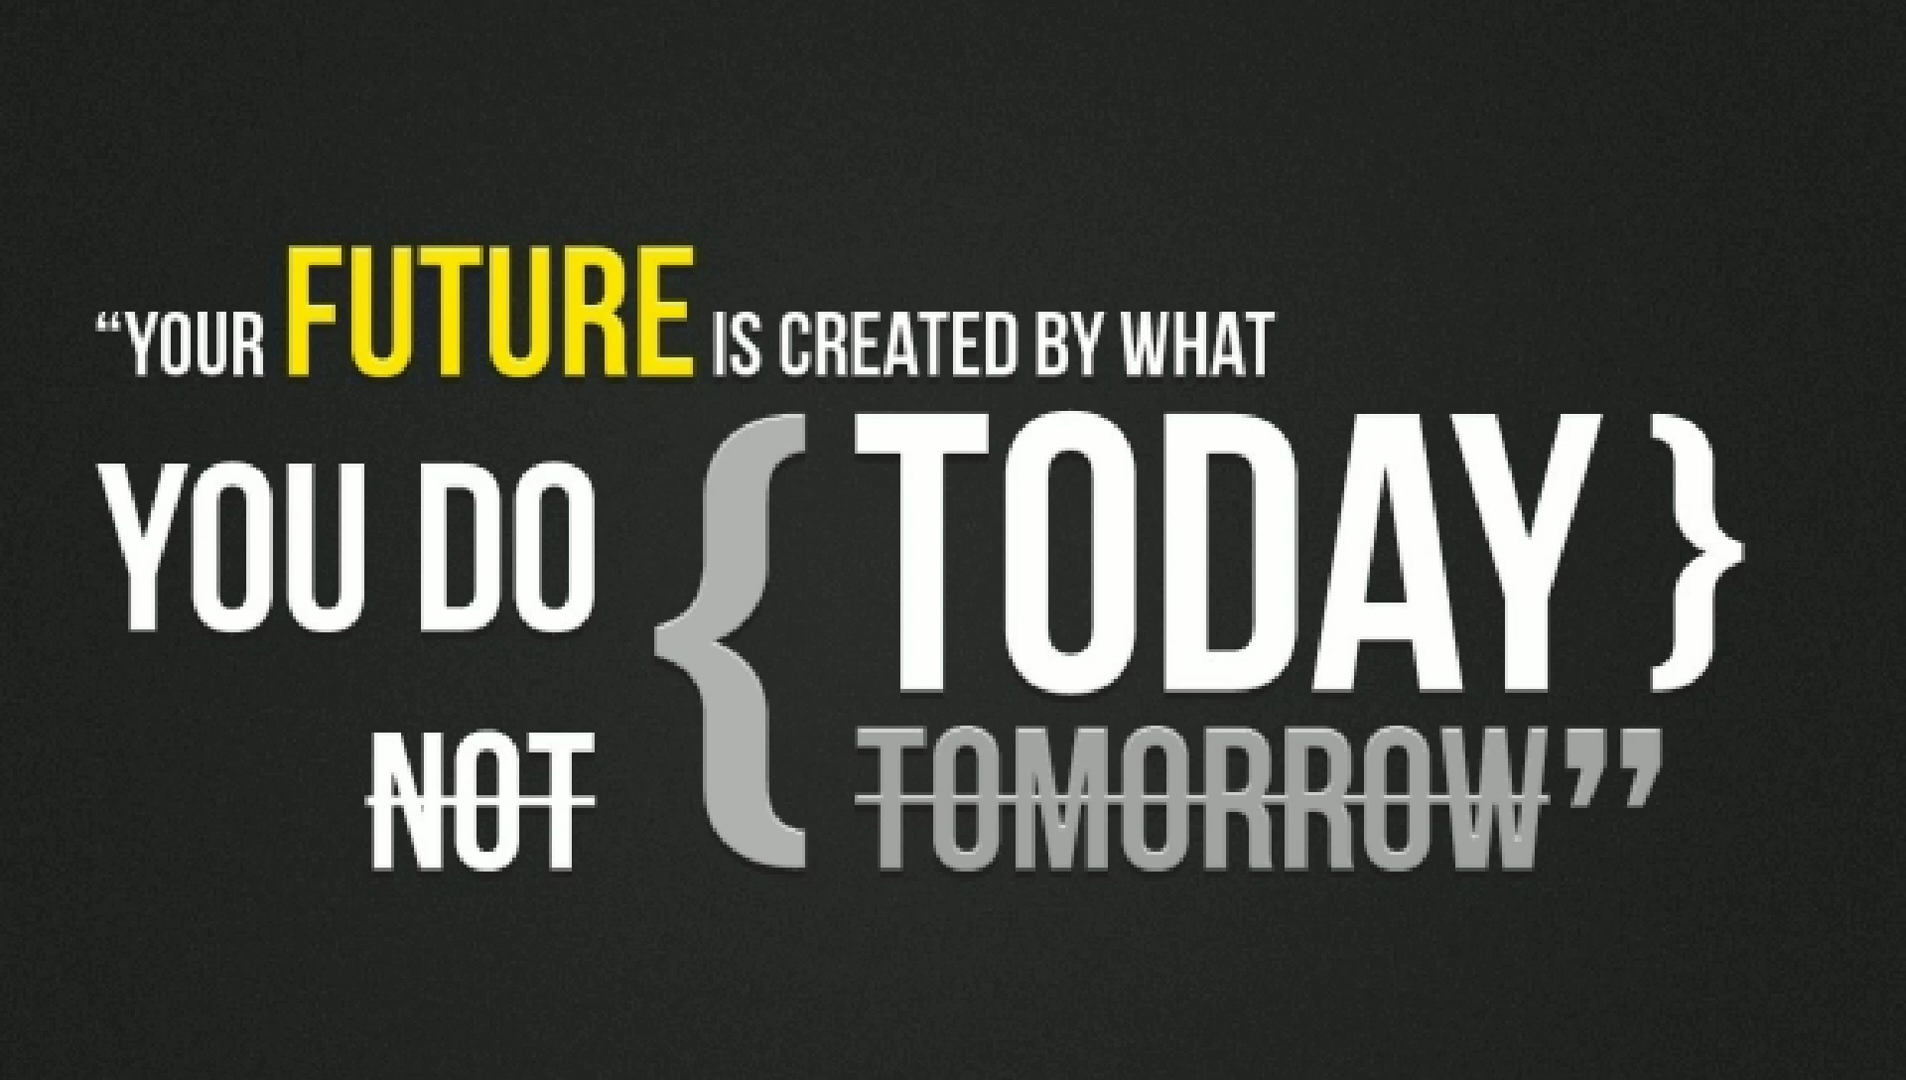 “YOUR FUTURE IS CREATED BY WHAT
YOU DO { TODAY }
NOT TOMORROW”